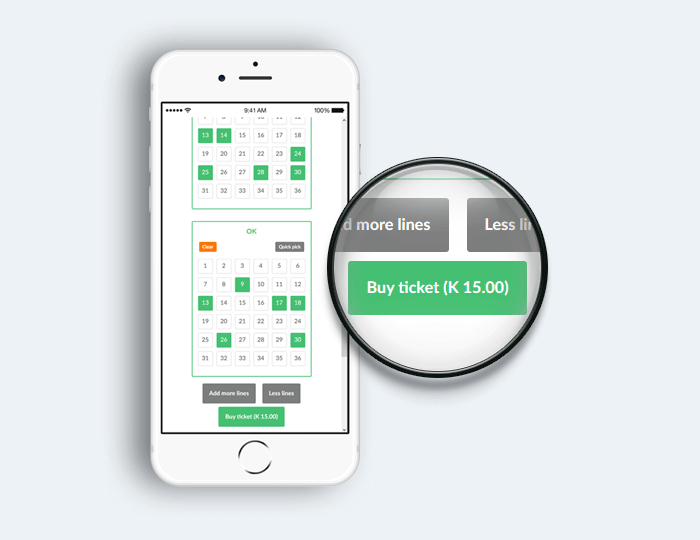 9:41 AM 100%
13 14 15 16 17 18
19 20 21 22 23 24
25 26 27 28 29 30
31 32 33 34 35 36
OK
Clear Quick pick
1 2 3 4 5 6
7 8 9 10 11 12
13 14 15 16 17 18
19 20 21 22 23 24
25 26 27 28 29 30
31 32 33 34 35 36
Add more lines Less lines
Buy ticket (K 15.00)
d more lines Less li
Buy ticket (K 15.00)